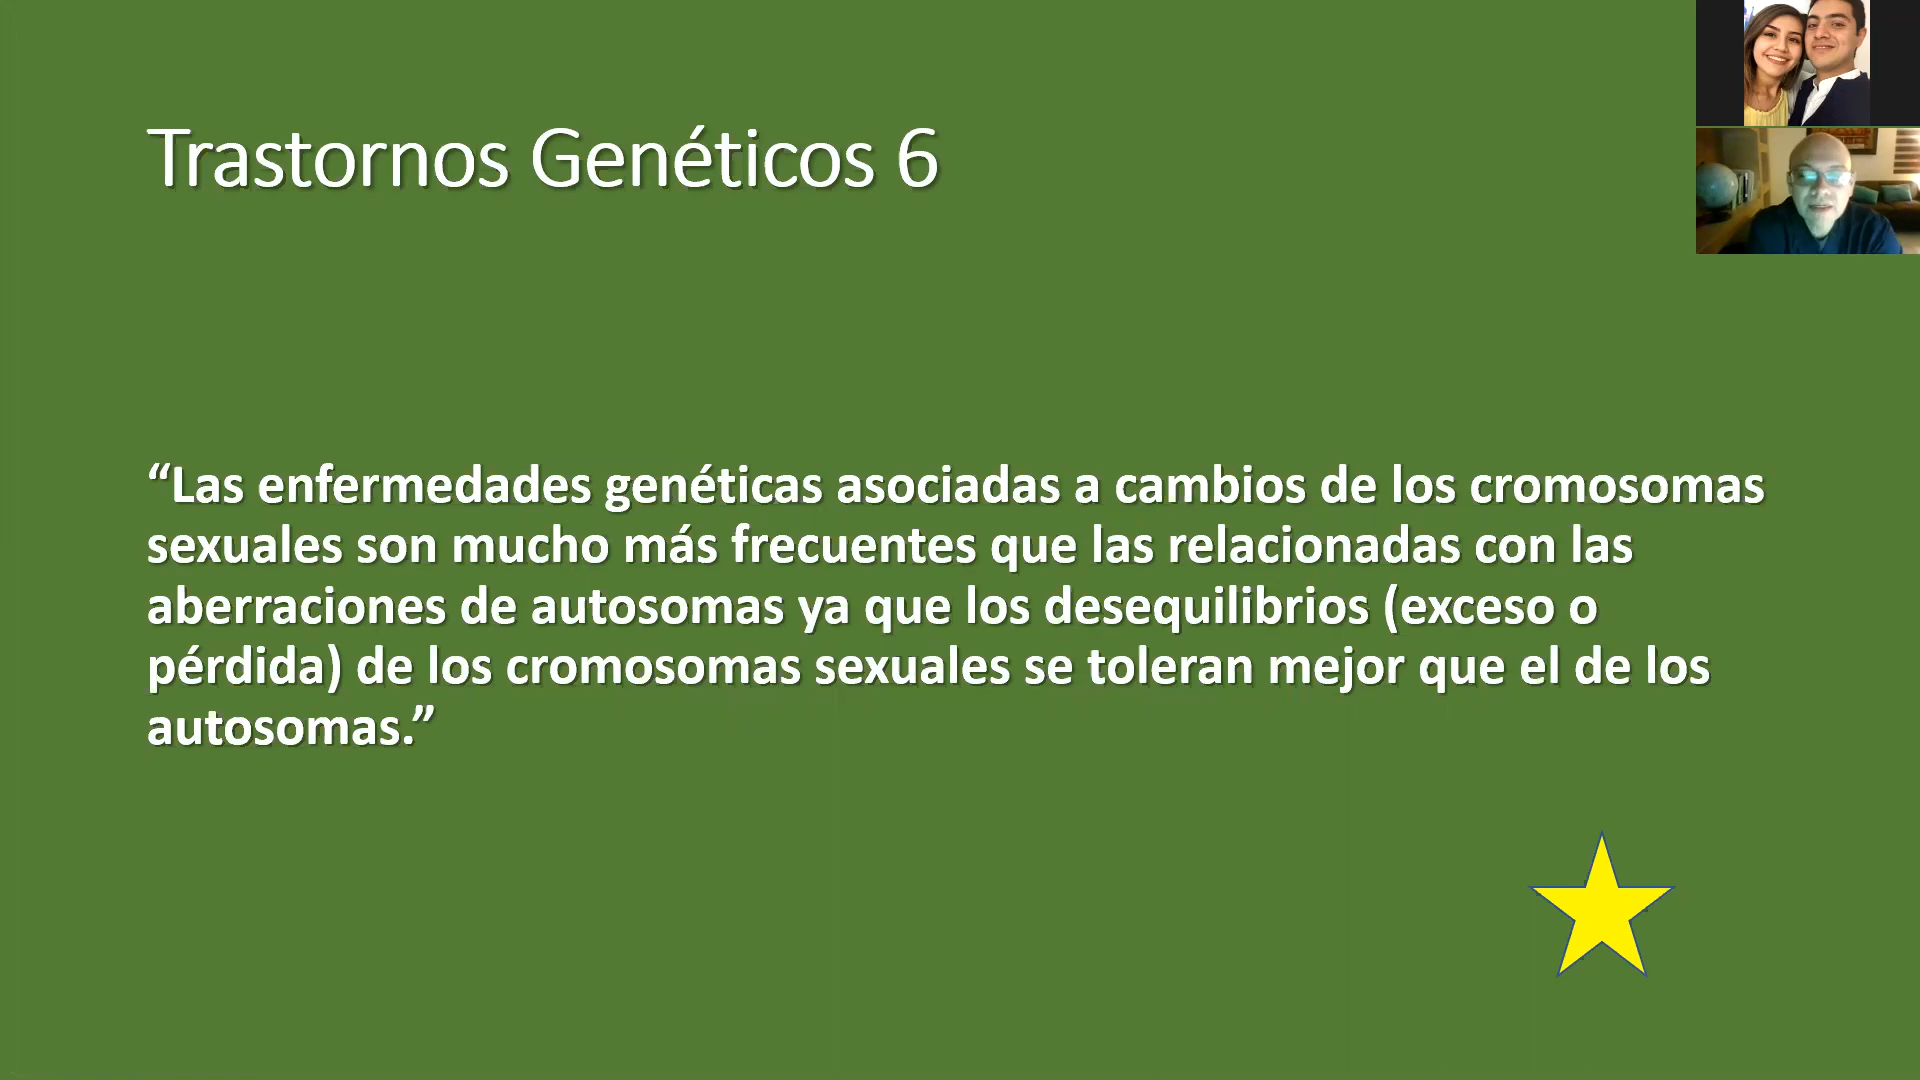 Trastornos Genéticos 6
“Las enfermedades genéticas asociadas a cambios de los cromosomas
sexuales son mucho más frecuentes que las relacionadas con las
aberraciones de autosomas ya que los desequilibrios (exceso o
pérdida) de los cromosomas sexuales se toleran mejor que el de los
autosomas.”